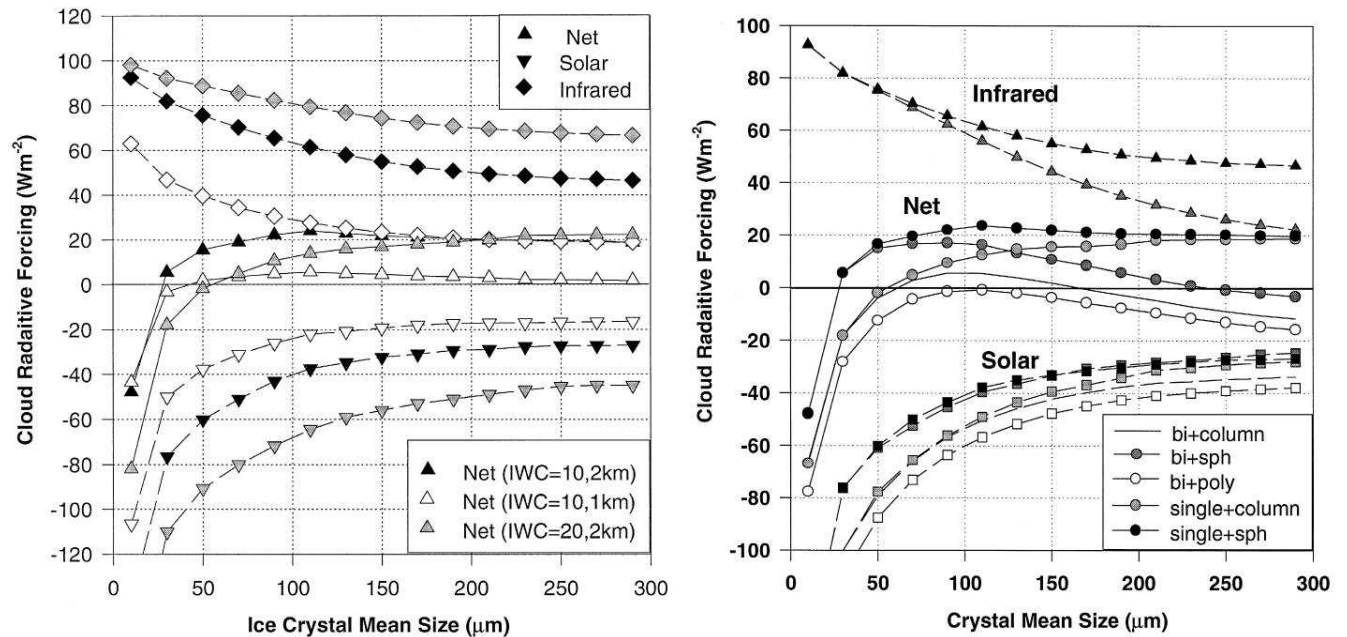 120
100
80
60
40
20
0
-20
-40
-60
-80
-100
-120
Cloud Radaitive Forcing (Wm-2)
Net
Solar
Infrared
Net (IWC=10,2km)
Net (IWC=10,1km)
Net (IWC=20,2km)
0 50 100 150 200 250 300
Ice Crystal Mean Size (μm)
100
80
60
40
20
0
-20
-40
-60
-80
-100
Cloud Radaitive Forcing (Wm-2)
Infrared
Net
Solar
bi+column
bi+sph
bi+poly
single+column
single+sph
0 50 100 150 200 250 300
Crystal Mean Size (μm)